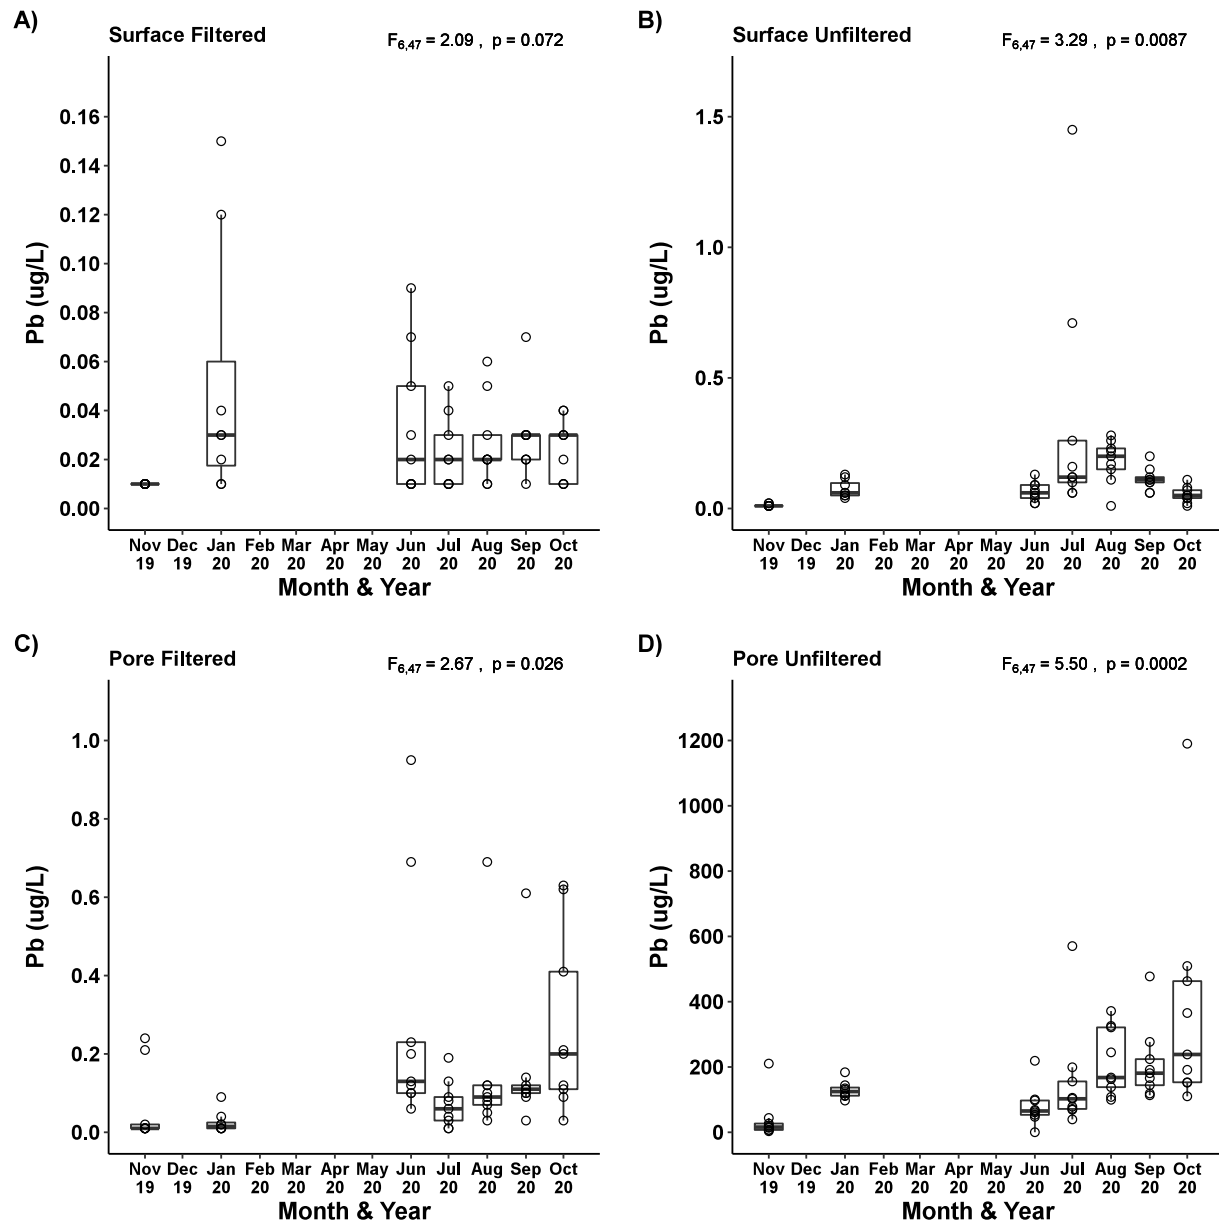 A)
Surface Filtered
F6,47 = 2.09 , p = 0.072
0.16
0.14
0.12
0.10
0.08
0.06
0.04
0.02
0.00
Pb (ug/L)
Nov Dec Jan Feb Mar Apr May Jun Jul Aug Sep Oct
19 19 20 20 20 20 20 20 20 20 20 20
Month & Year
B)
Surface Unfiltered
F6,47 = 3.29 , p = 0.0087
1.5
1.0
0.5
0.0
Pb (ug/L)
Nov Dec Jan Feb Mar Apr May Jun Jul Aug Sep Oct
19 19 20 20 20 20 20 20 20 20 20 20
Month & Year
C)
Pore Filtered
F6,47 = 2.67 , p = 0.026
1.0
0.8
0.6
0.4
0.2
0.0
Pb (ug/L)
Nov Dec Jan Feb Mar Apr May Jun Jul Aug Sep Oct
19 19 20 20 20 20 20 20 20 20 20 20
Month & Year
D)
Pore Unfiltered
F6,47 = 5.50 , p = 0.0002
1200
1000
800
600
400
200
0
Pb (ug/L)
Nov Dec Jan Feb Mar Apr May Jun Jul Aug Sep Oct
19 19 20 20 20 20 20 20 20 20 20 20
Month & Year